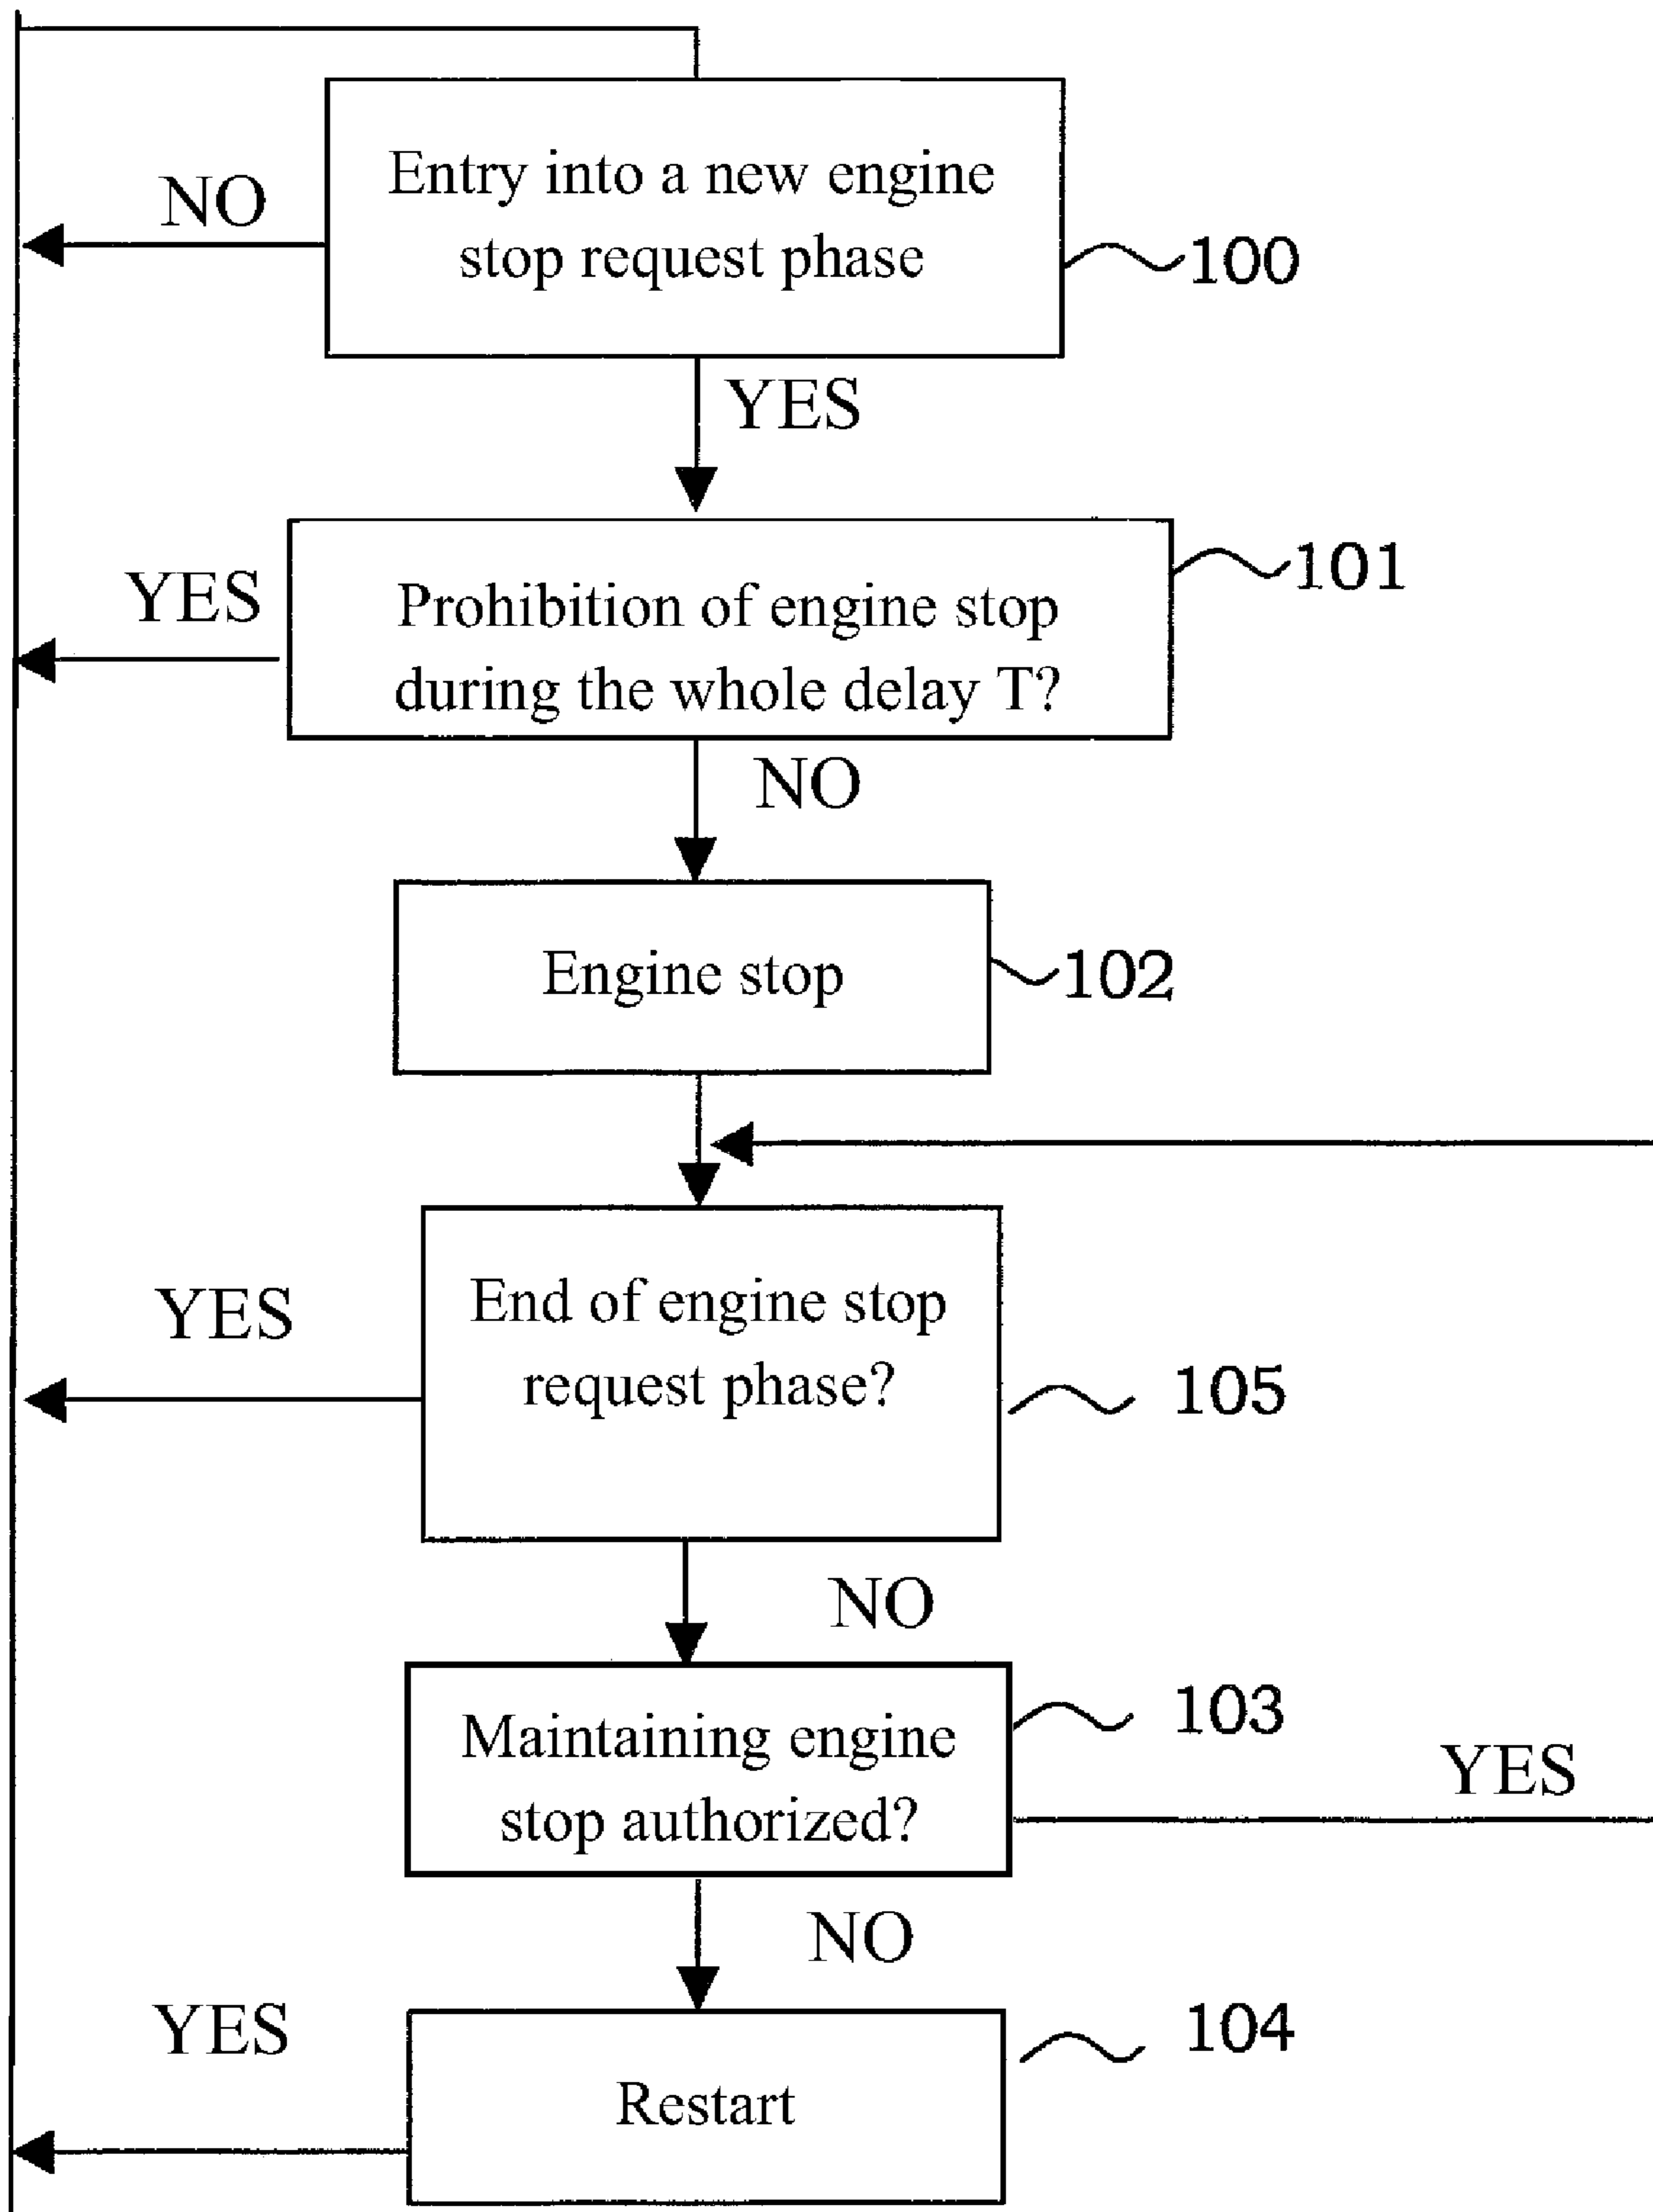 Entry into a new engine
stop request phase
NO
100
YES
Prohibition of engine stop
during the whole delay T?
YES
101
NO
Engine stop
102
End of engine stop
request phase?
YES
105
NO
Maintaining engine
stop authorized?
103
YES
NO
Restart
YES
104